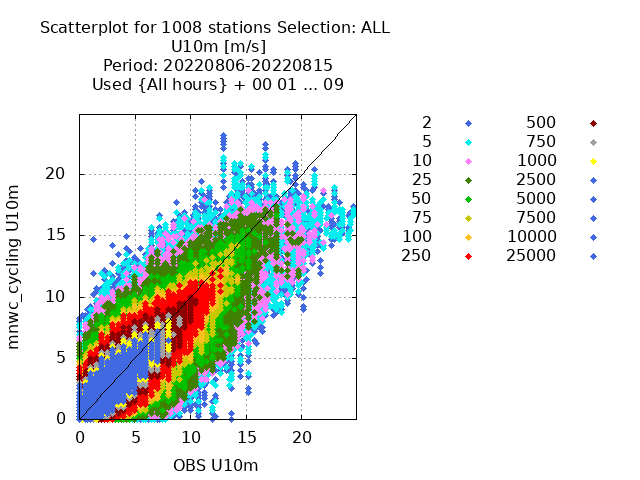 Scatterplot for 1008 stations Selection: ALL
U10m [m/s]
Period: 20220806-20220815
Used {All hours} + 00 01 ... 09
mnwc_cycling U10m
20
15
10
5
0
0 5 10 15 20
OBS U10m
2 500
5 750
10 1000
25 2500
50 5000
75 7500
100 10000
250 25000